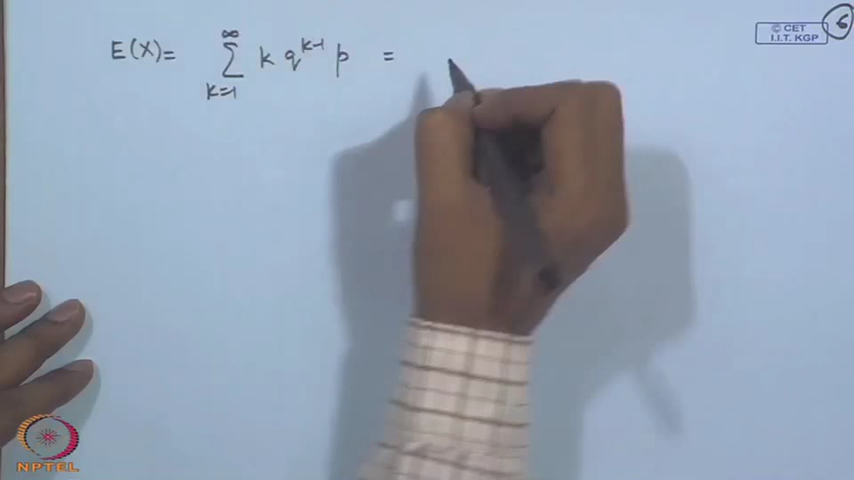 E(X) = ∑_{k=1}^{∞} k q^{k-1} p =
© CET
I.I.T. KGP
6
NPTEL